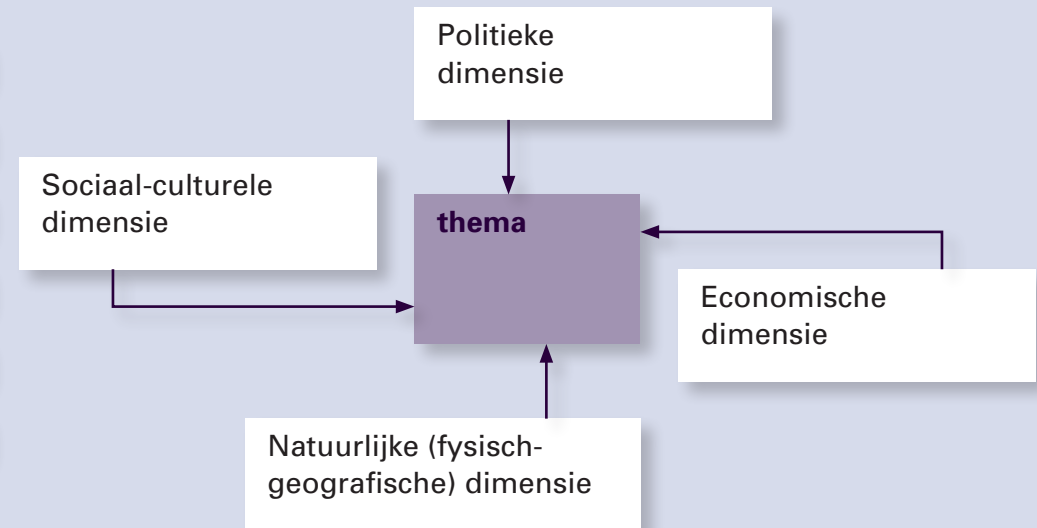 Politieke
dimensie
Sociaal-culturele
dimensie
thema
Economische
dimensie
Natuurlijke (fysisch-
geografische) dimensie